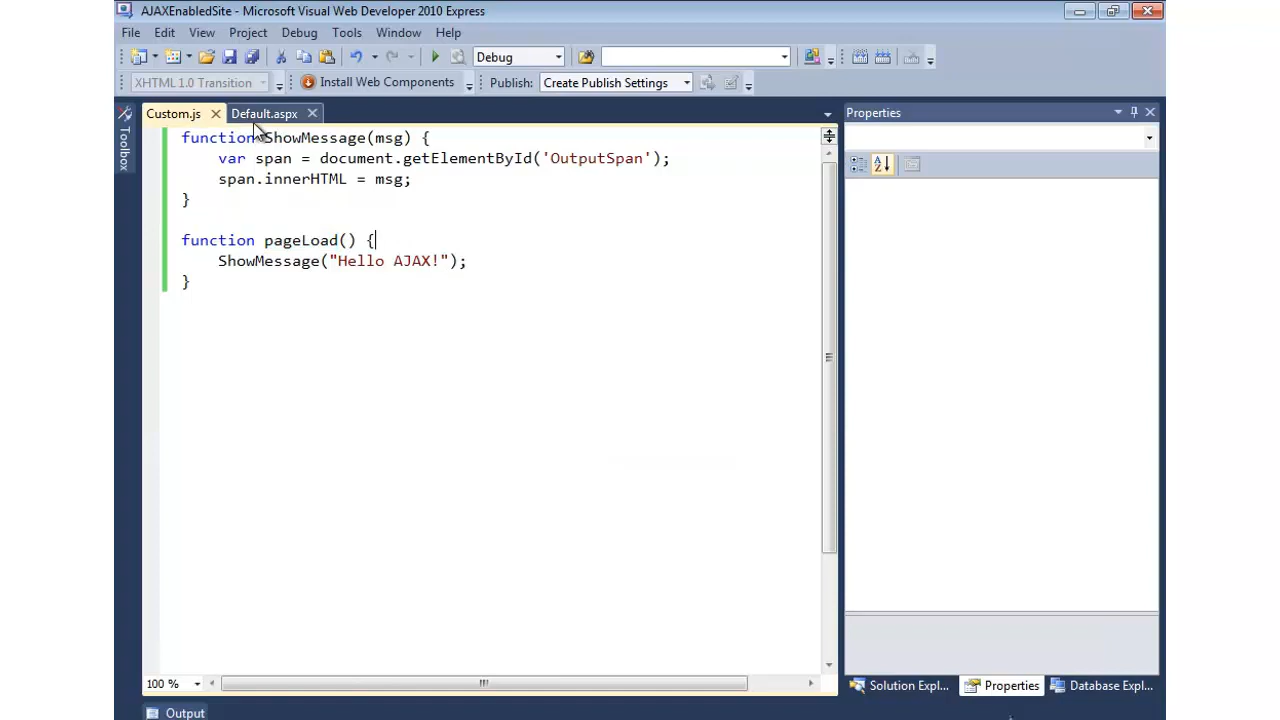 AJAXEnabledSite - Microsoft Visual Web Developer 2010 Express
File Edit View Project Debug Tools Window Help
Debug
XHTML 1.0 Transition Install Web Components Publish: Create Publish Settings
Toolbox
Custom.js Default.aspx
function ShowMessage(msg) {
var span = document.getElementById('OutputSpan');
span.innerHTML = msg;
}
function pageLoad() {
ShowMessage("Hello AJAX!");
}
100 %
Properties
Solution Expl... Properties Database Expl...
Output